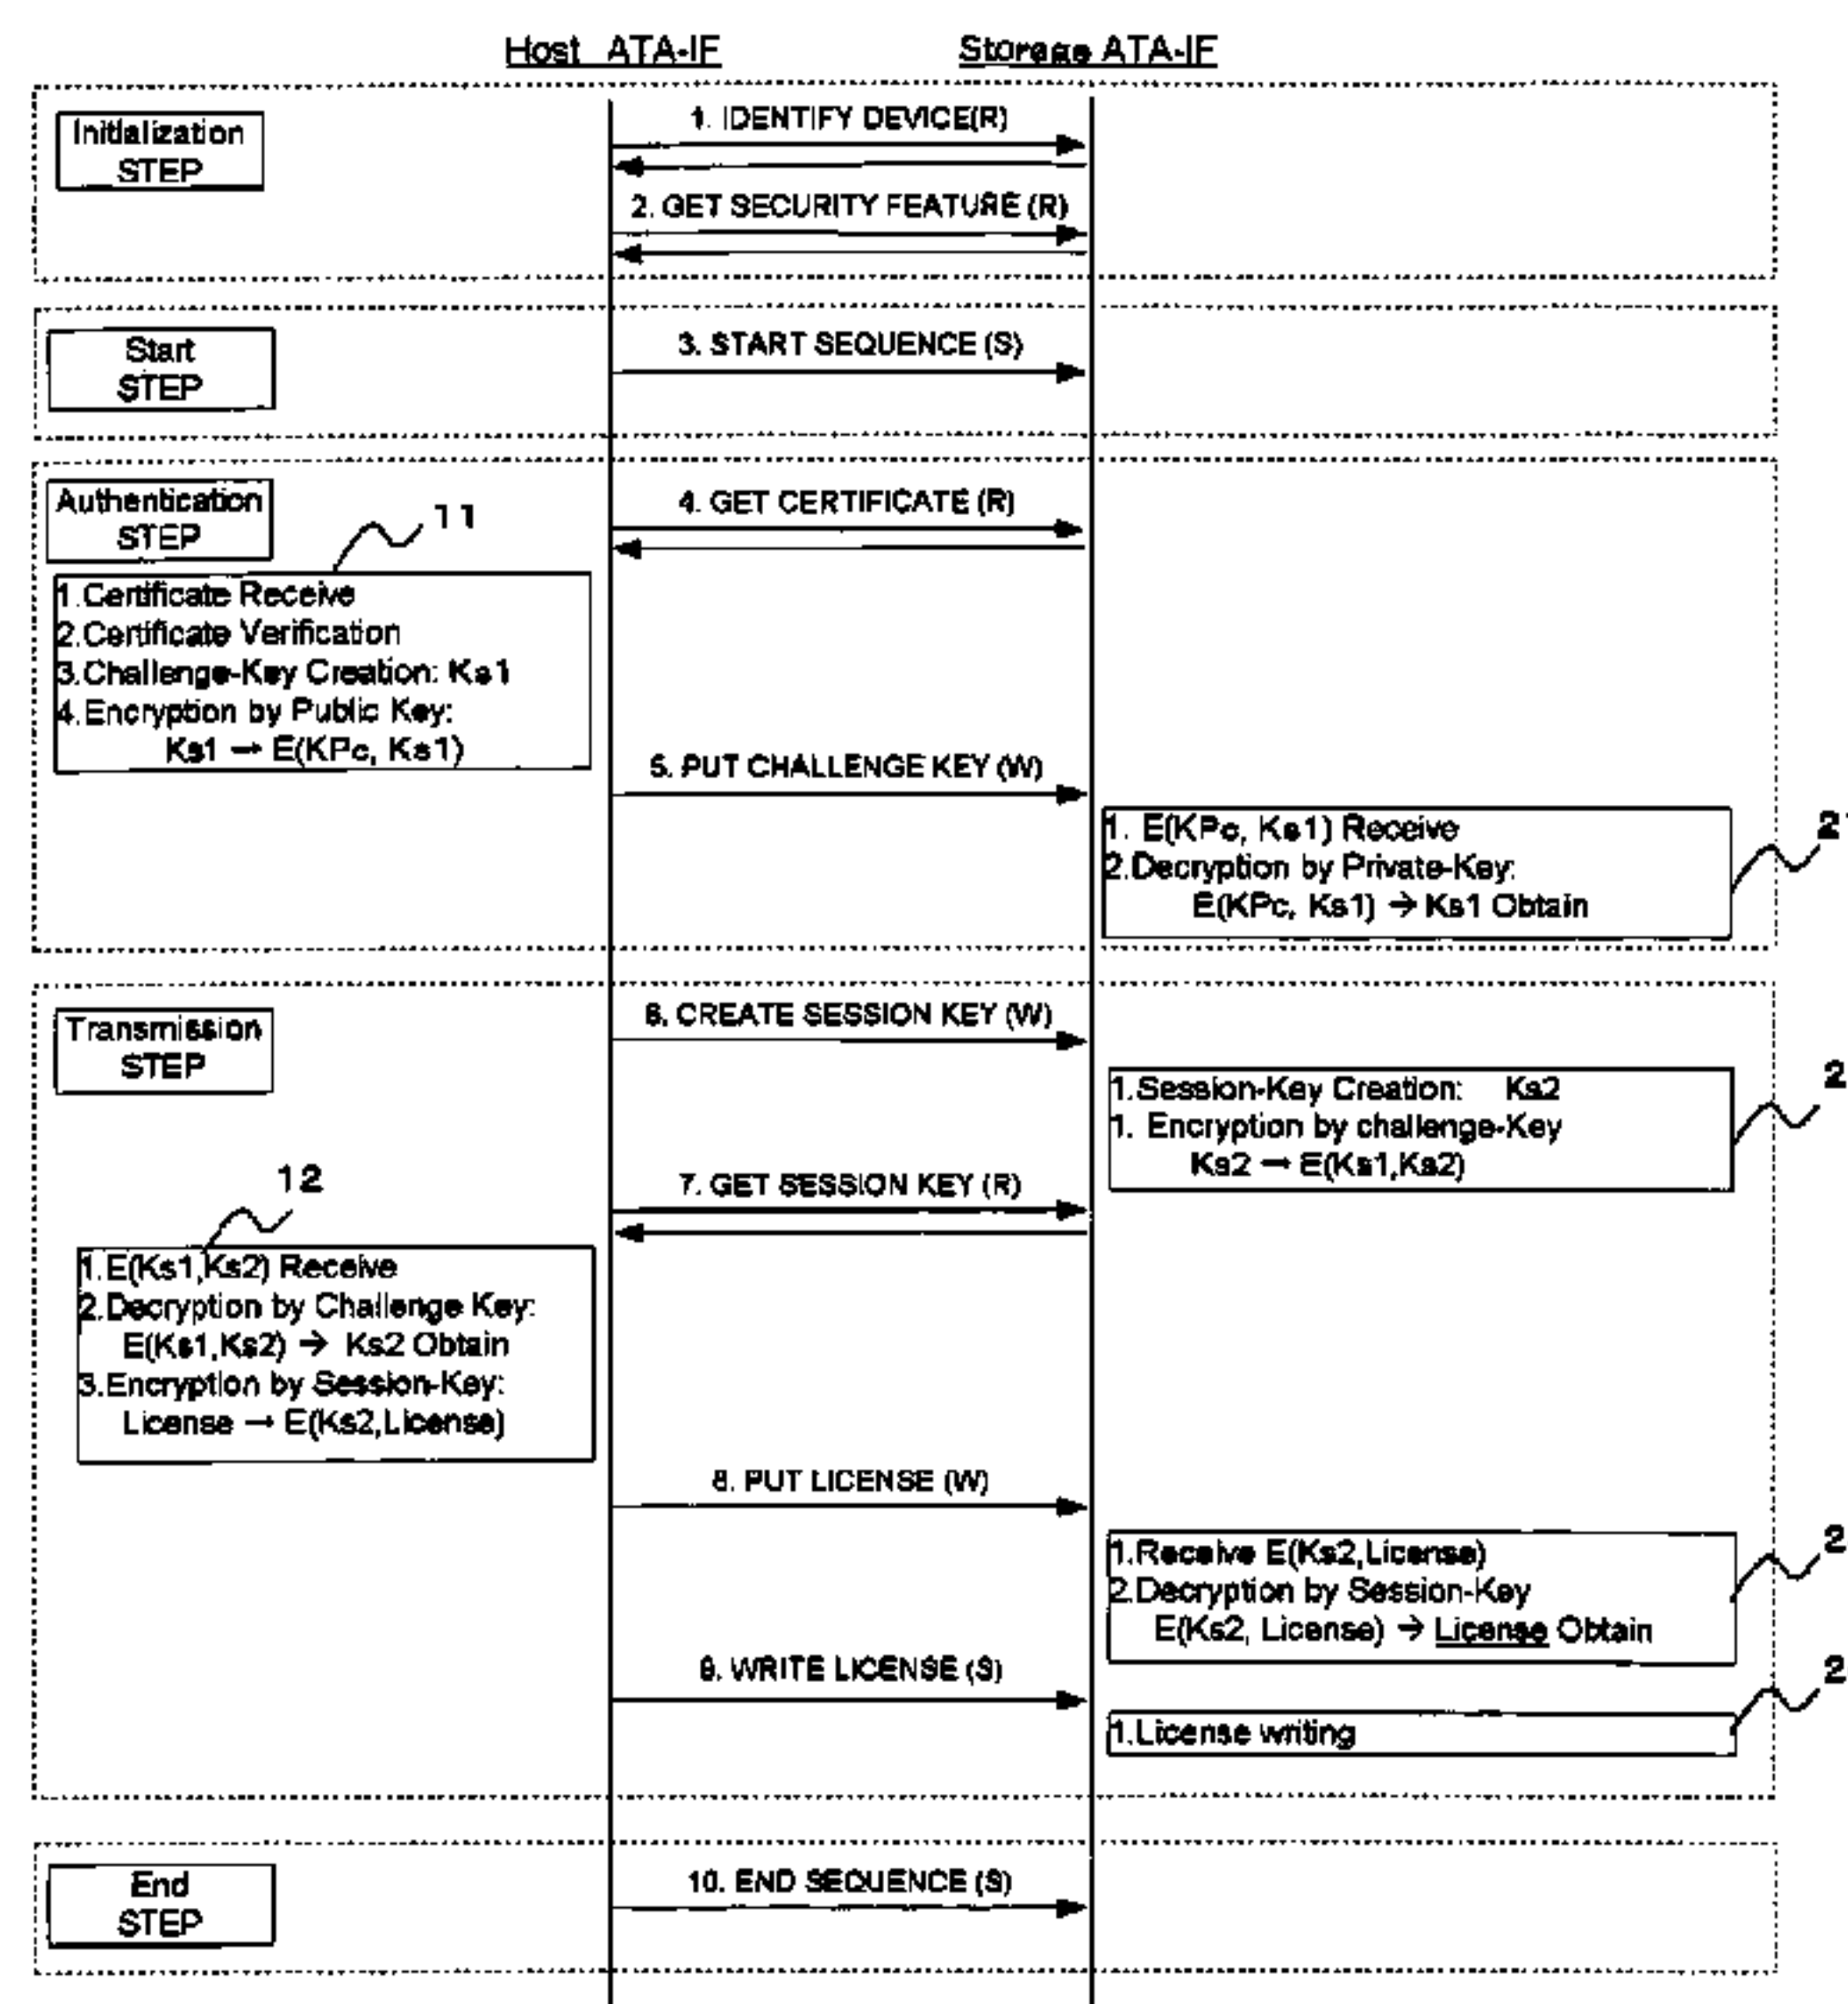 Host ATA-IF
Storage ATA-IF
Initialization
STEP
1. IDENTIFY DEVICE(R)
2. GET SECURITY FEATURE (R)
Start
STEP
3. START SEQUENCE (S)
Authentication
STEP
11
4. GET CERTIFICATE (R)
1.Certificate Receive
2.Certificate Verification
3.Challenge-Key Creation: Ks1
4.Encryption by Public Key:
Ks1 → E(KPc, Ks1)
5. PUT CHALLENGE KEY (W)
1. E(KPc, Ks1) Receive
2.Decryption by Private-Key:
E(KPc, Ks1) → Ks1 Obtain
Transmission
STEP
6. CREATE SESSION KEY (W)
1.Session-Key Creation: Ks2
1. Encryption by challenge-Key
Ks2 → E(Ks1,Ks2)
2
12
7. GET SESSION KEY (R)
1.E(Ks1,Ks2) Receive
2.Decryption by Challenge Key:
E(Ks1,Ks2) → Ks2 Obtain
3.Encryption by Session-Key:
License → E(Ks2,License)
8. PUT LICENSE (W)
1.Receive E(Ks2,License)
2.Decryption by Session-Key
E(Ks2, License) → License Obtain
2
9. WRITE LICENSE (S)
1.License writing
2
End
STEP
10. END SEQUENCE (S)